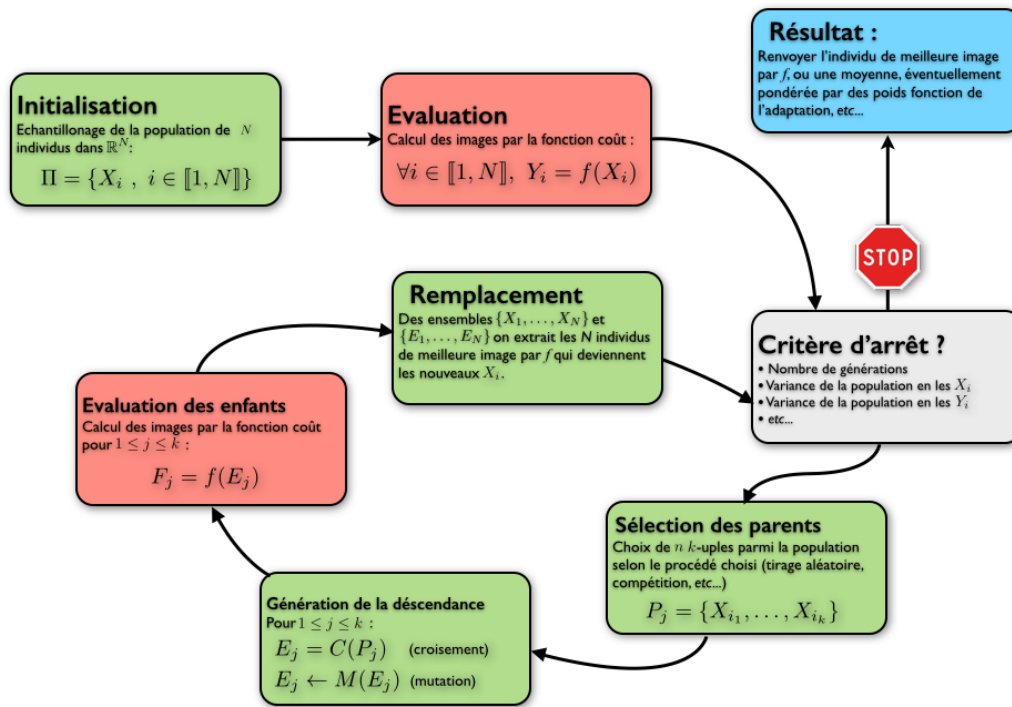 Initialisation
Echantillonage de la population de N
individus dans ℝ^N:
Π = {X_i , i ∈ ⟦1, N⟧}
Evaluation
Calcul des images par la fonction coût :
∀i ∈ ⟦1, N⟧, Y_i = f(X_i)
Résultat :
Renvoyer l'individu de meilleure image
par f, ou une moyenne, éventuellement
pondérée par des poids fonction de
l'adaptation, etc...
STOP
Critère d'arrêt ?
• Nombre de générations
• Variance de la population en les X_i
• Variance de la population en les Y_i
• etc...
Sélection des parents
Choix de n k-uples parmi la population
selon le procédé choisi (tirage aléatoire,
compétition, etc...)
P_j = {X_{i_1}, . . . , X_{i_k}}
Génération de la déscendance
Pour 1 ≤ j ≤ k :
E_j = C(P_j) (croisement)
E_j ← M(E_j) (mutation)
Evaluation des enfants
Calcul des images par la fonction coût
pour 1 ≤ j ≤ k :
F_j = f(E_j)
Remplacement
Des ensembles {X_1, . . . , X_N} et
{E_1, . . . , E_N} on extrait les N individus
de meilleure image par f qui deviennent
les nouveaux X_i.